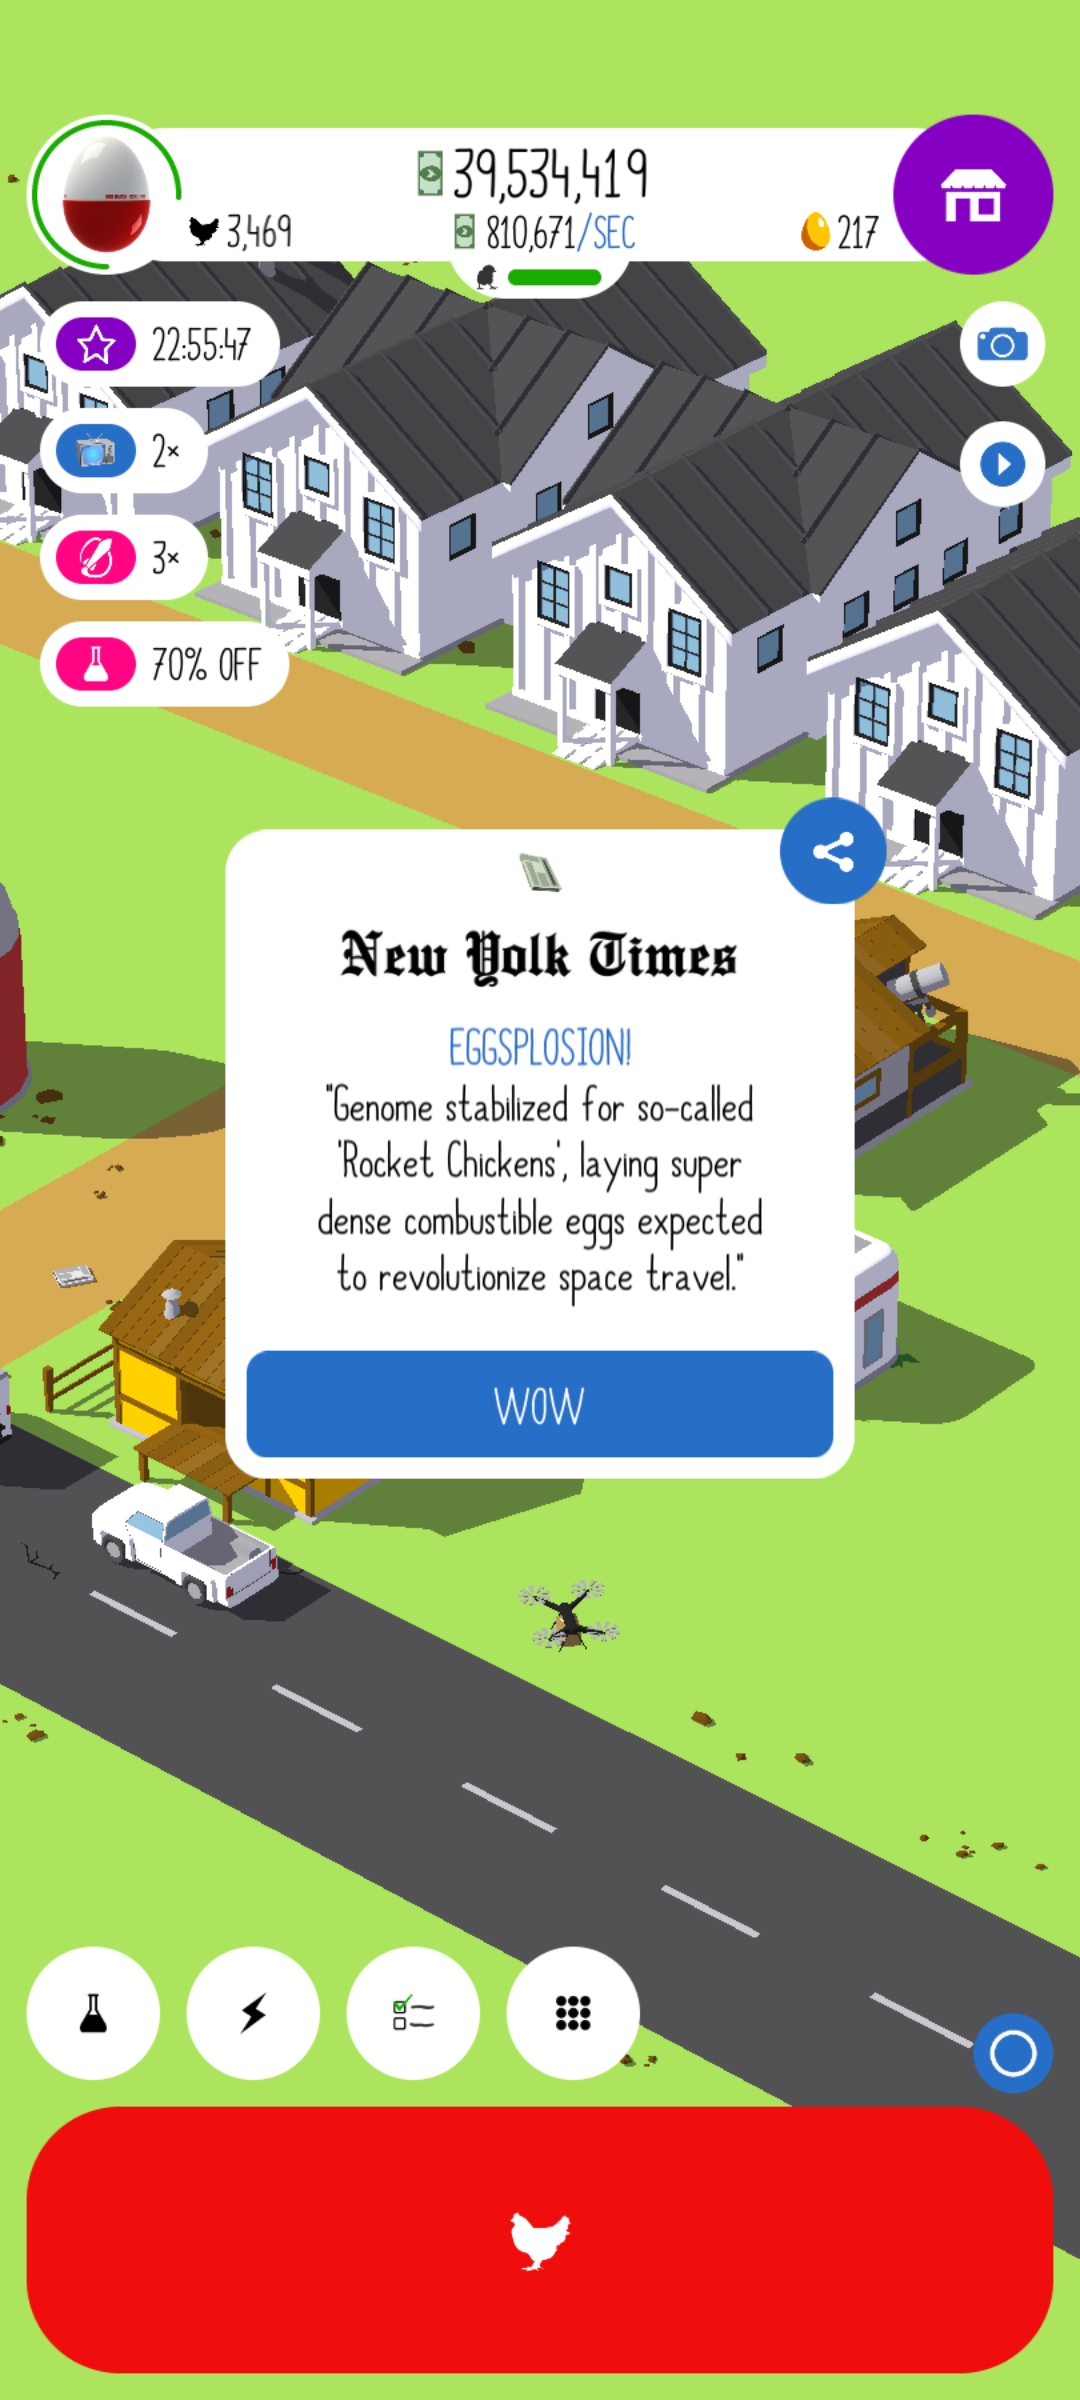 39,534,419
3,469
810,671/SEC
217
22:55:47
2×
3×
70% OFF
New Yolk Times
EGGSPLOSION!
"Genome stabilized for so-called
'Rocket Chickens', laying super
dense combustible eggs expected
to revolutionize space travel."
WOW